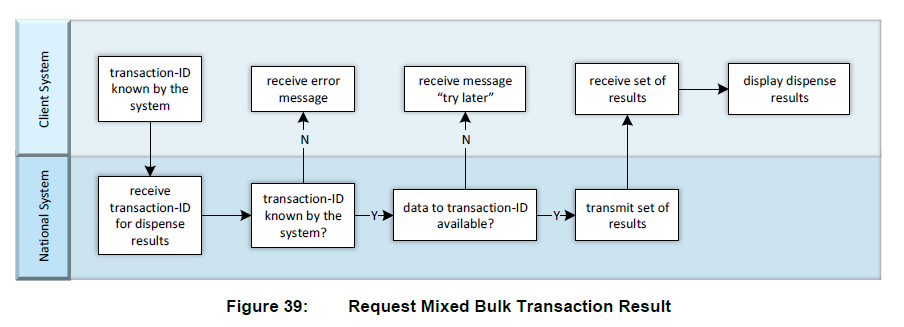 Client System
transaction-ID
known by the
system
receive error
message
receive message
“try later”
receive set of
results
display dispense
results
N
N
National System
receive
transaction-ID
for dispense
results
transaction-ID
known by the
system?
Y
data to transaction-ID
available?
Y
transmit set of
results
Figure 39: Request Mixed Bulk Transaction Result